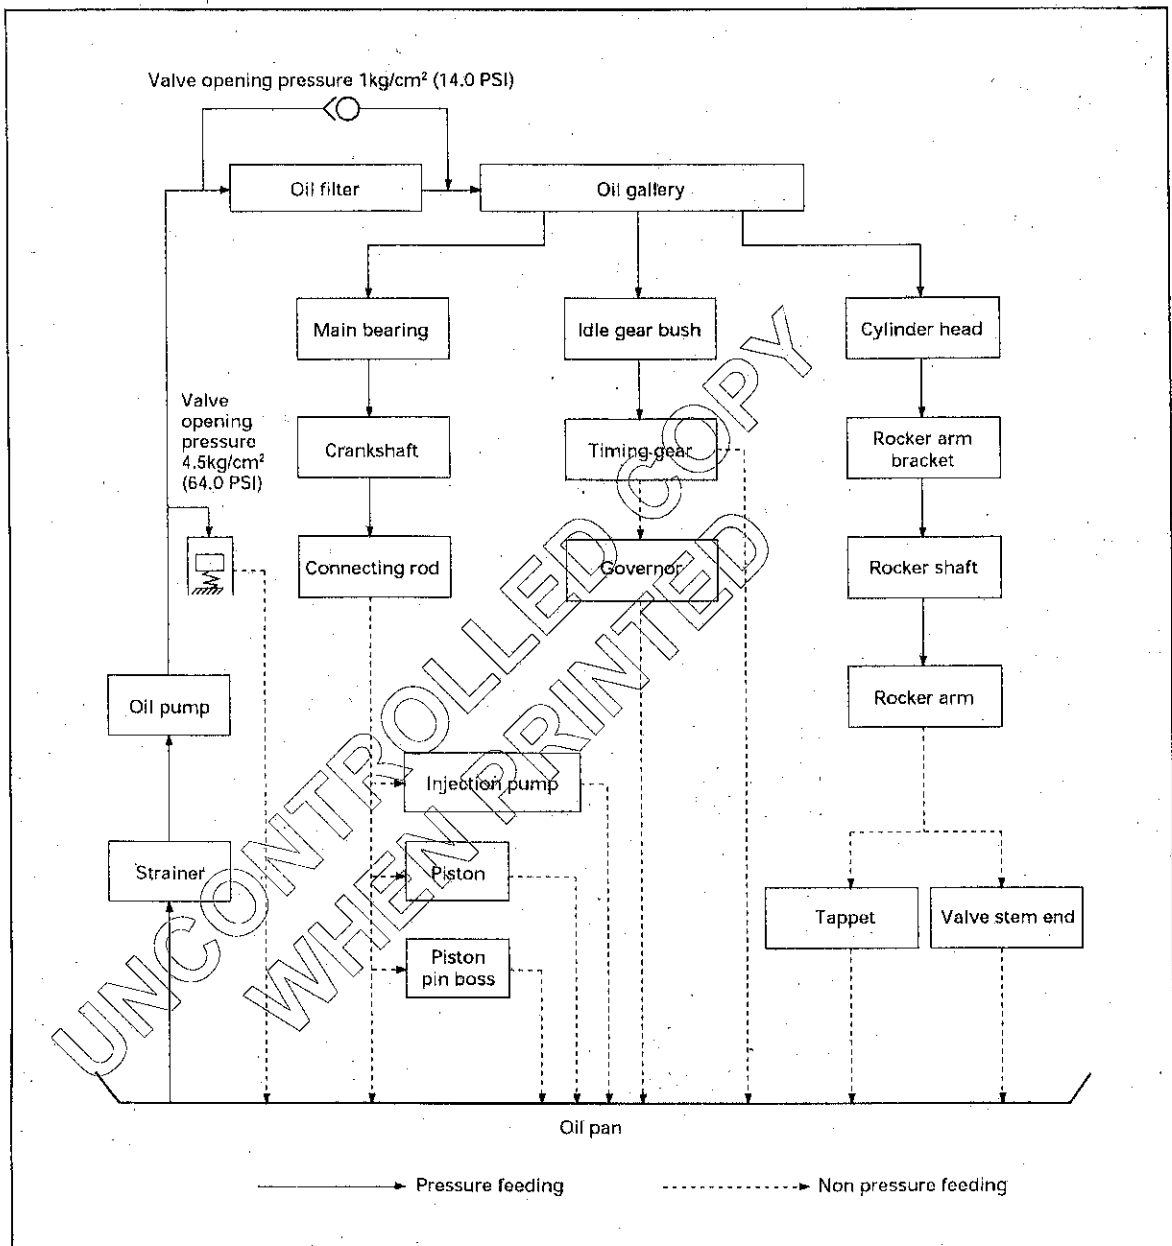 Valve opening pressure 1kg/cm² (14.0 PSI)
Oil filter
Oil gallery
Main bearing
Idle gear bush
Cylinder head
Valve
opening
pressure
4.5kg/cm²
(64.0 PSI)
Crankshaft
Timing gear
Rocker arm
bracket
Connecting rod
Governor
Rocker shaft
Oil pump
Rocker arm
Injection pump
Strainer
Piston
Tappet
Valve stem end
Piston
pin boss
Oil pan
Pressure feeding
Non pressure feeding
UNCONTROLLED COPY
WHEN PRINTED